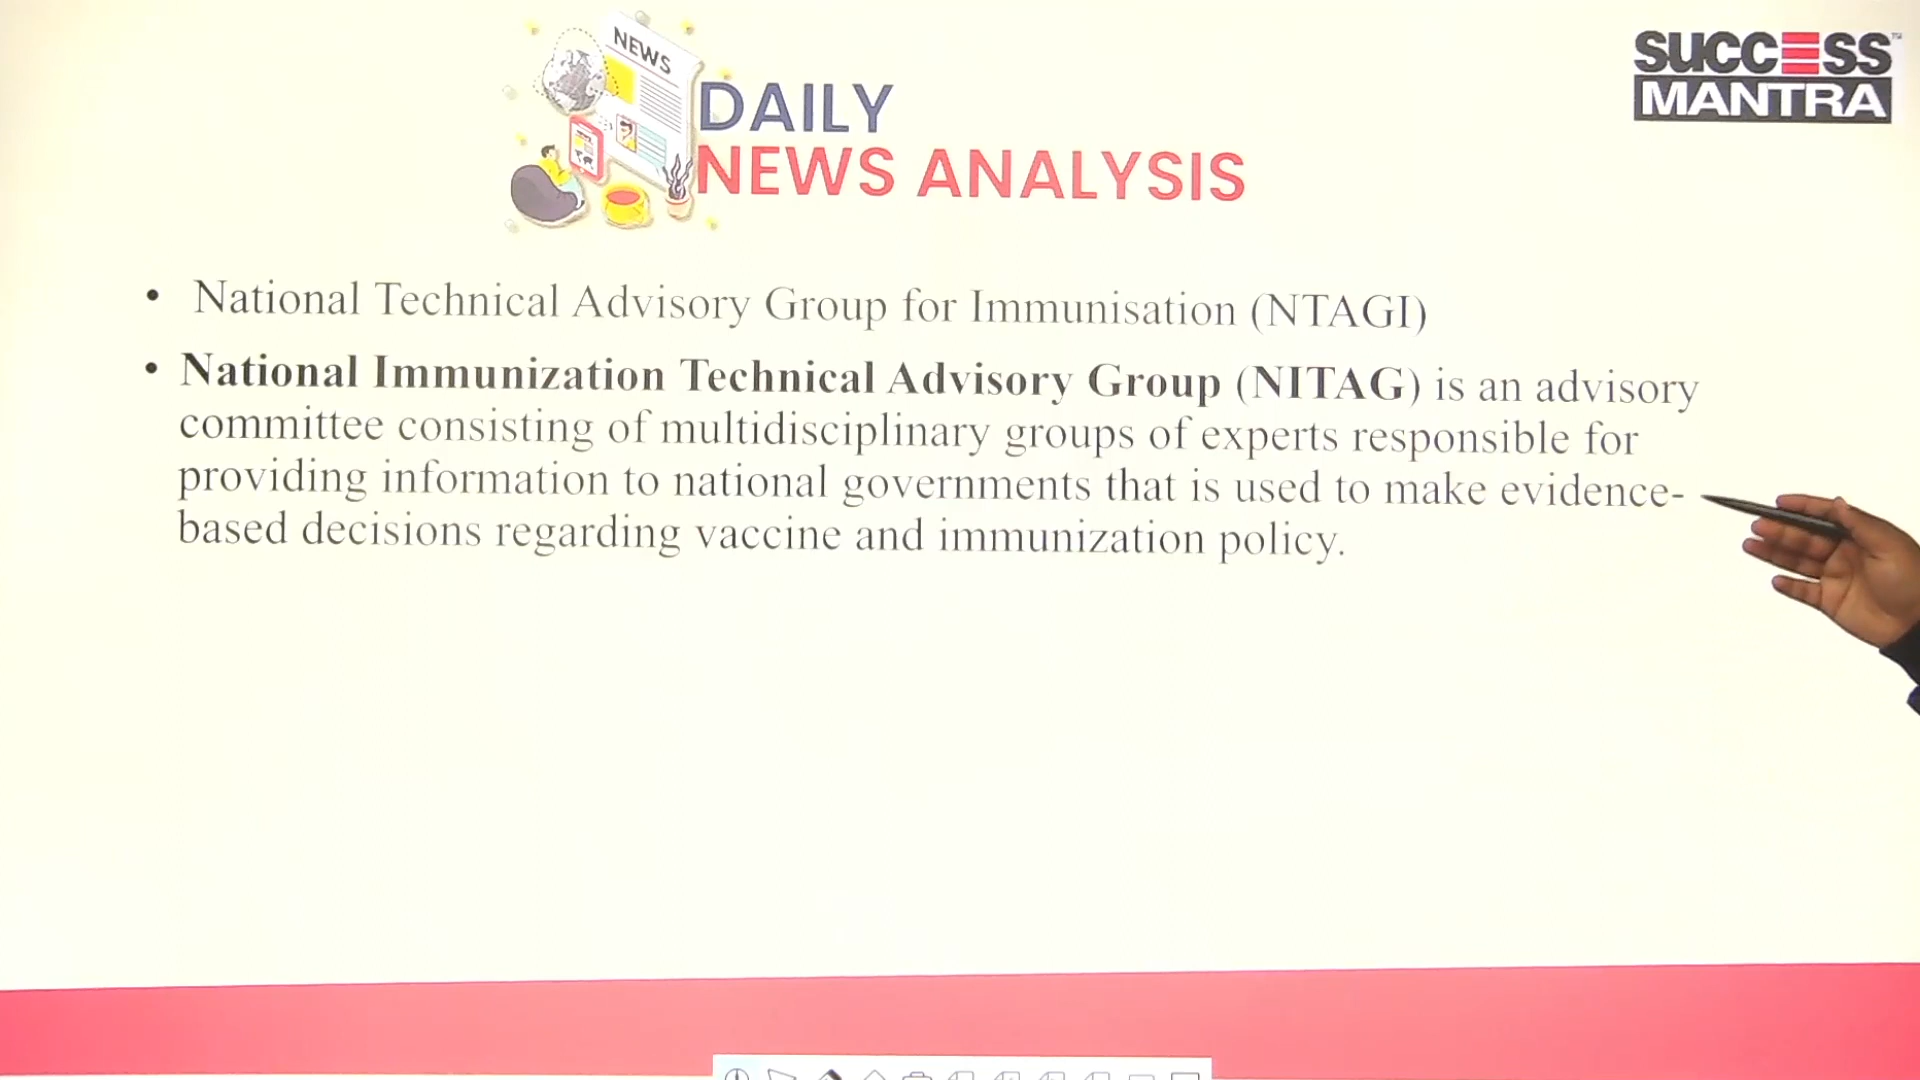 NEWS
DAILY
NEWS ANALYSIS
SUCCESS
MANTRA
• National Technical Advisory Group for Immunisation (NTAGI)
• National Immunization Technical Advisory Group (NITAG) is an advisory
committee consisting of multidisciplinary groups of experts responsible for
providing information to national governments that is used to make evidence-
based decisions regarding vaccine and immunization policy.